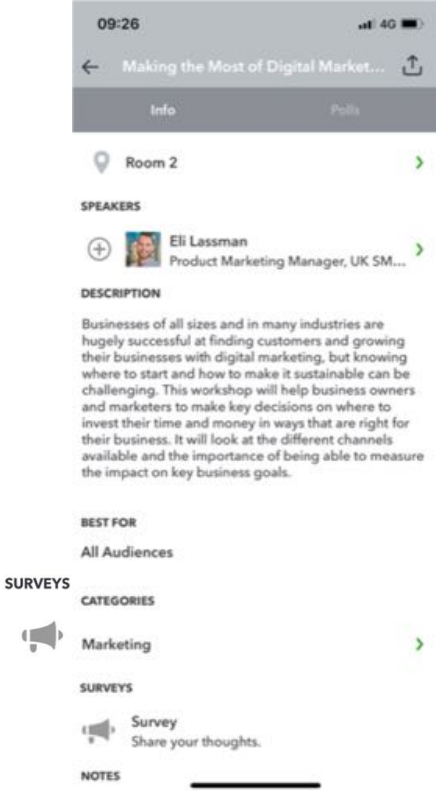 09:26
4G
Making the Most of Digital Market...
Info
Polls
Room 2
SPEAKERS
Eli Lassman
Product Marketing Manager, UK SM...
DESCRIPTION
Businesses of all sizes and in many industries are
hugely successful at finding customers and growing
their businesses with digital marketing, but knowing
where to start and how to make it sustainable can be
challenging. This workshop will help business owners
and marketers to make key decisions on where to
invest their time and money in ways that are right for
their business. It will look at the different channels
available and the importance of being able to measure
the impact on key business goals.
BEST FOR
All Audiences
SURVEYS
CATEGORIES
Marketing
SURVEYS
Survey
Share your thoughts.
NOTES